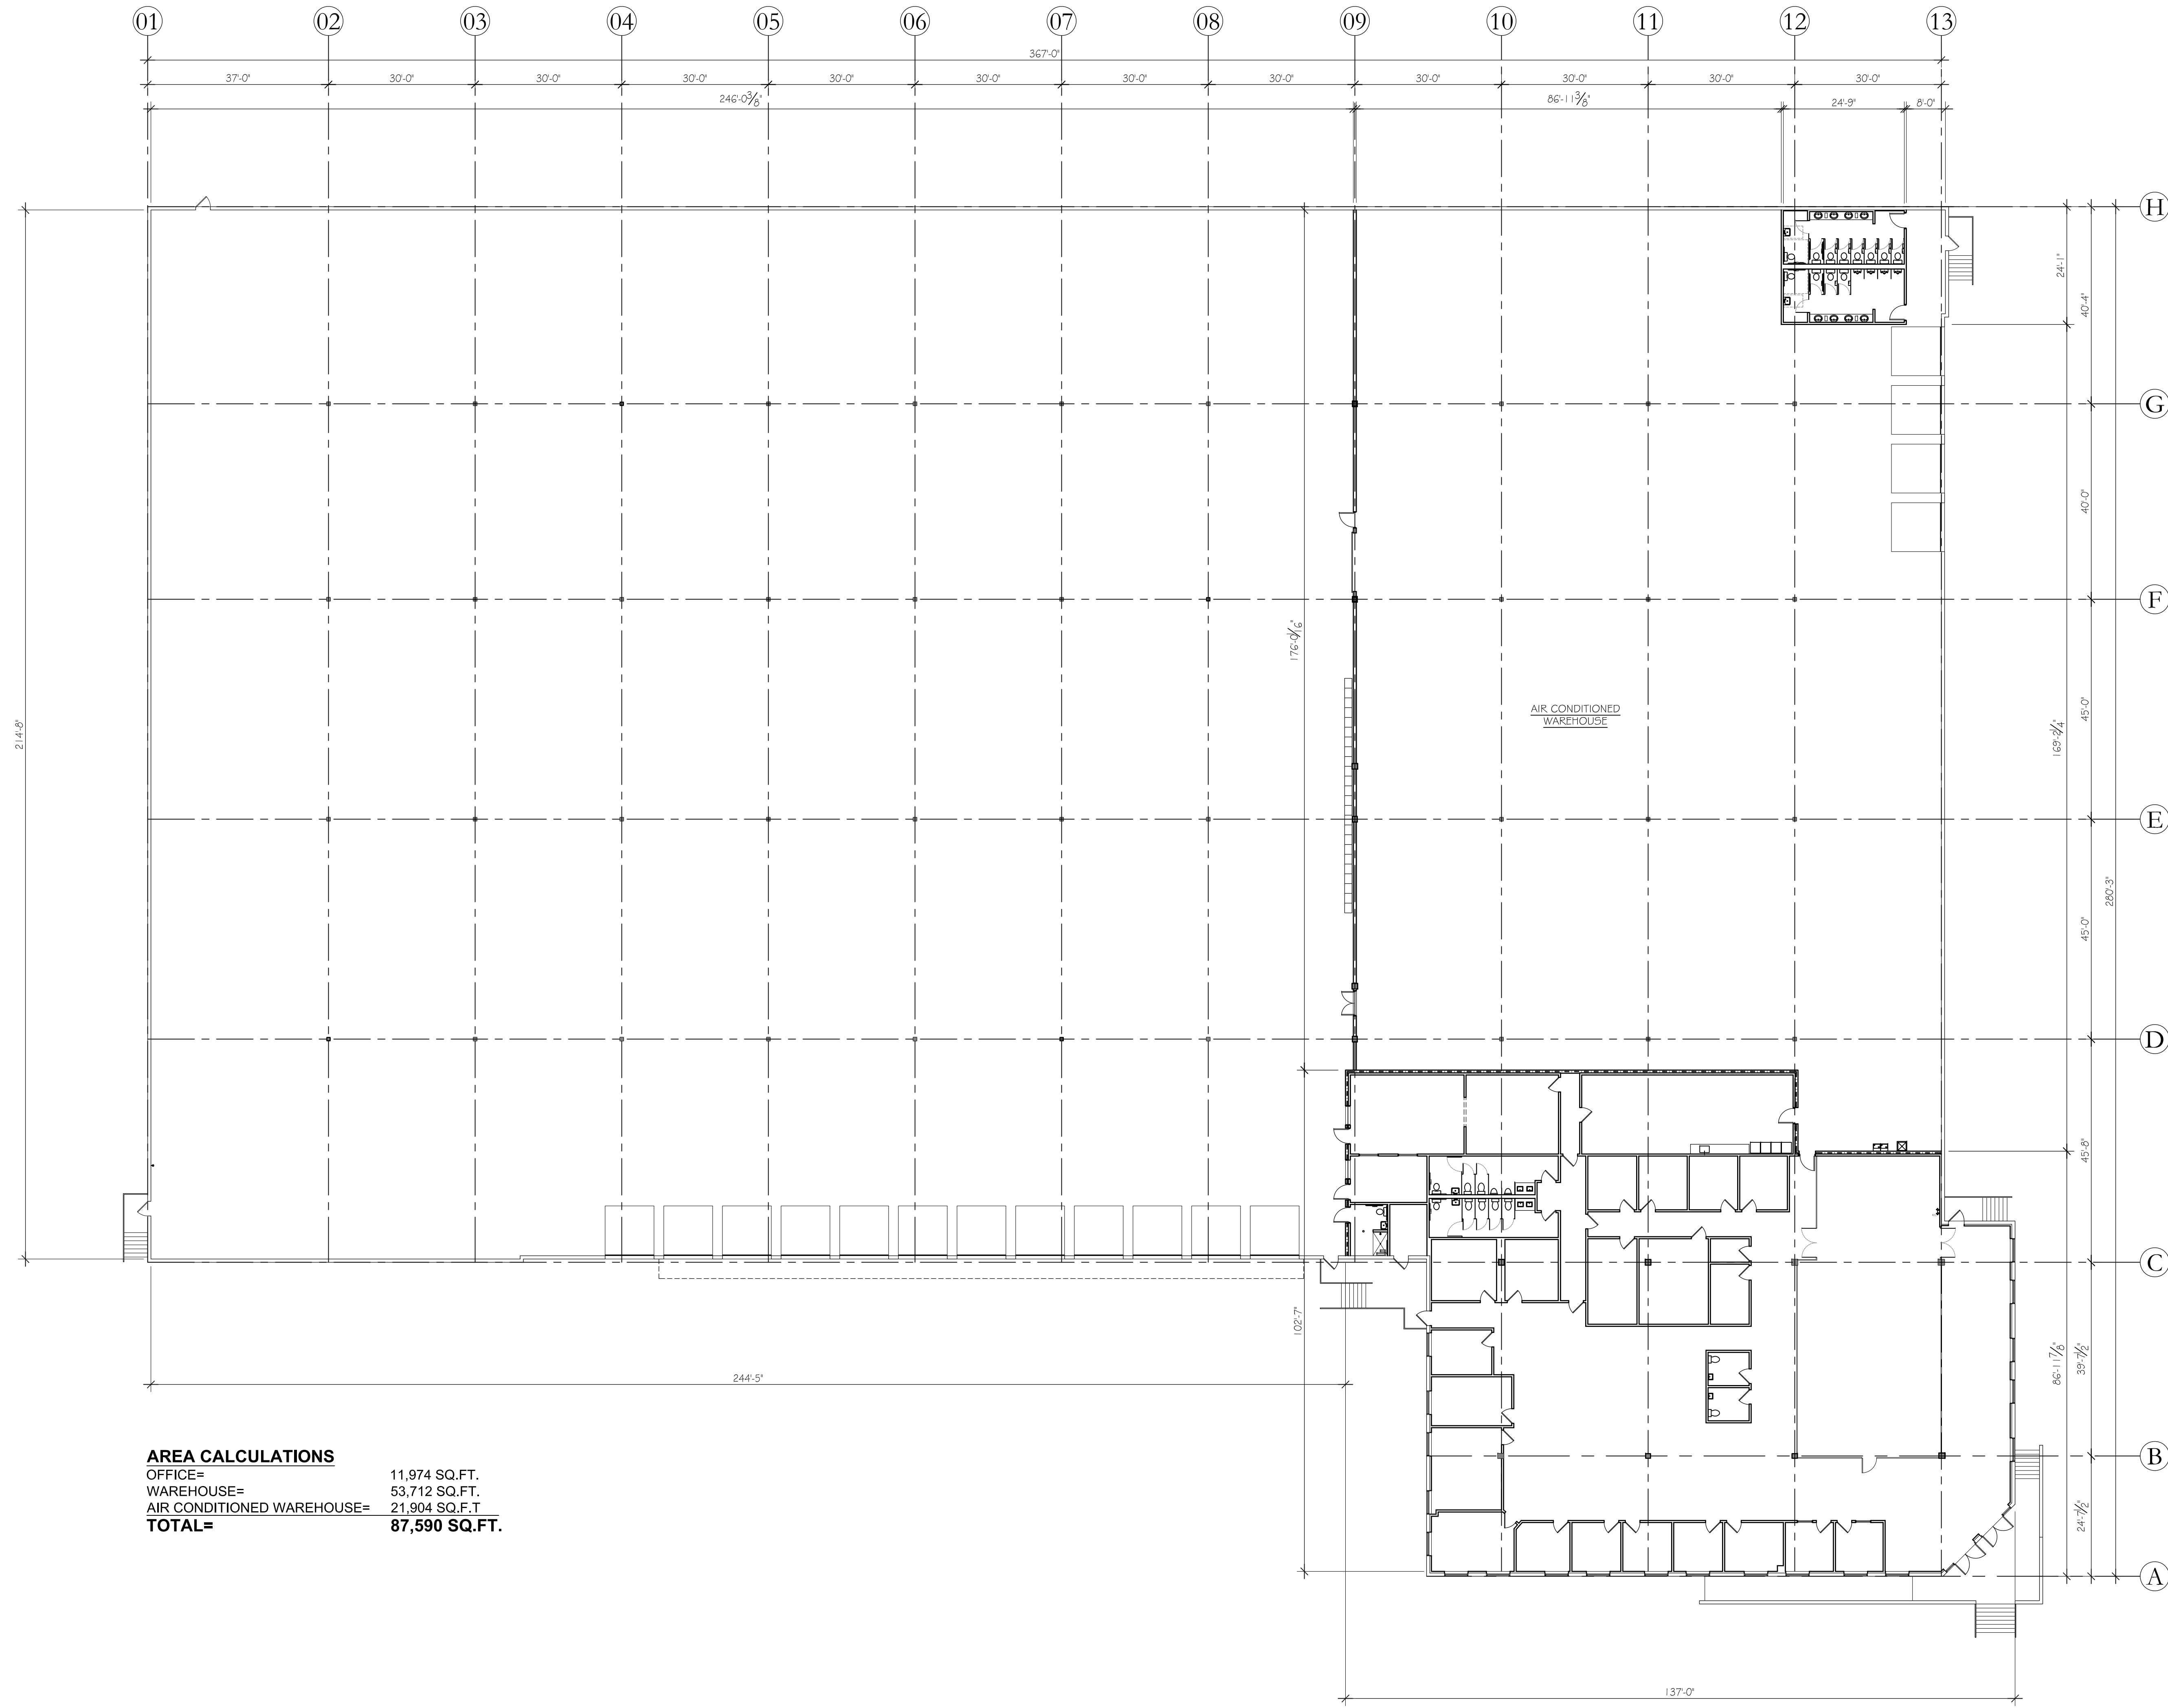 01 02 03 04 05 06 07 08 09 10 11 12 13
367'-0"
37'-0" 30'-0" 30'-0" 30'-0" 30'-0" 30'-0" 30'-0" 30'-0" 30'-0" 30'-0" 30'-0" 30'-0"
246'-0 3/8" 86'-11 3/8" 24'-9" 8'-0"
H
24'-1"
40'-4"
G
40'-0"
F
176'-0
214'-8"
45'-0"
AIR CONDITIONED
WAREHOUSE
169'-2 1/4"
E
280'-3"
45'-0"
D
45'-8"
C
102'-7"
86'-11 7/8"
39'-7 1/2"
244'-5"
B
24'-7 1/2"
A
137'-0"
AREA CALCULATIONS
OFFICE= 11,974 SQ.FT.
WAREHOUSE= 53,712 SQ.FT.
AIR CONDITIONED WAREHOUSE= 21,904 SQ.F.T
TOTAL= 87,590 SQ.FT.